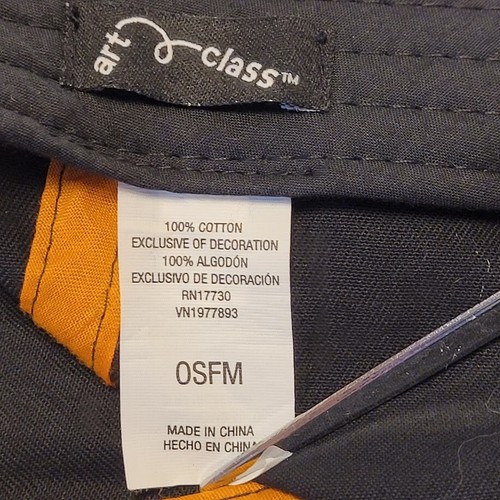 art class™
100% COTTON
EXCLUSIVE OF DECORATION
100% ALGODÓN
EXCLUSIVO DE DECORACIÓN
RN17730
VN1977893
OSFM
MADE IN CHINA
HECHO EN CHINA